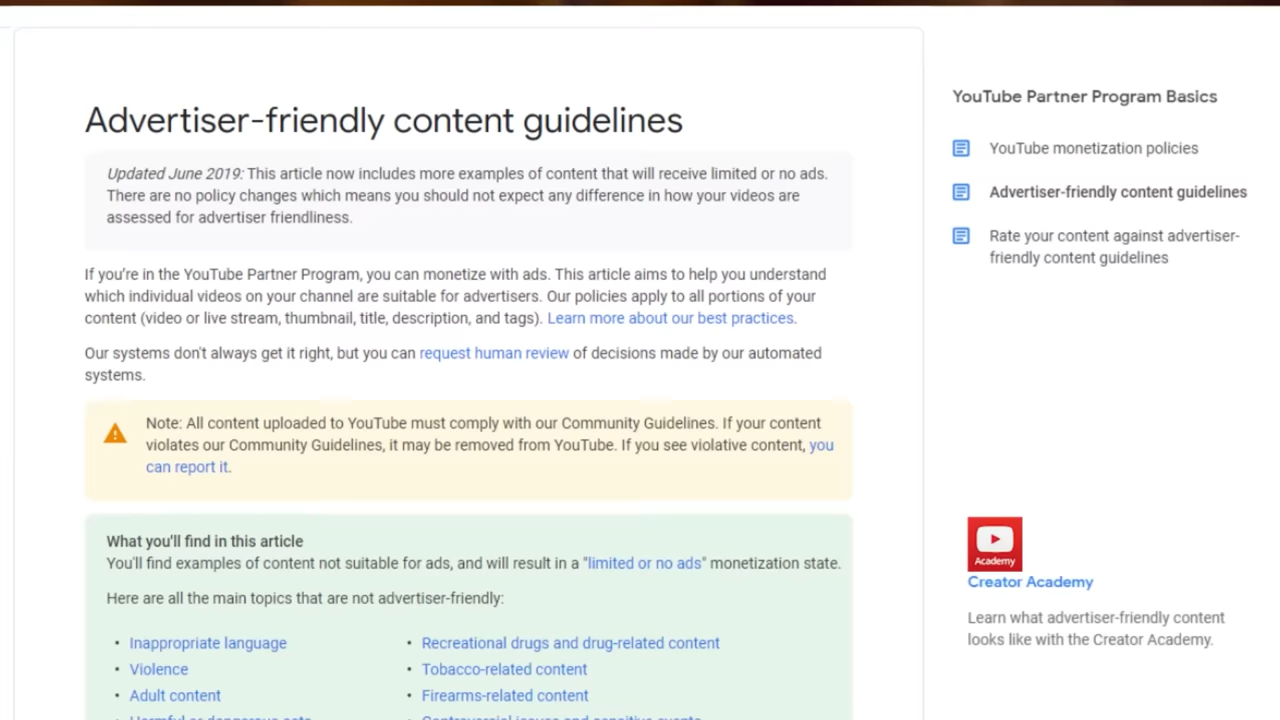 Advertiser-friendly content guidelines
Updated June 2019: This article now includes more examples of content that will receive limited or no ads.
There are no policy changes which means you should not expect any difference in how your videos are
assessed for advertiser friendliness.
If you're in the YouTube Partner Program, you can monetize with ads. This article aims to help you understand
which individual videos on your channel are suitable for advertisers. Our policies apply to all portions of your
content (video or live stream, thumbnail, title, description, and tags). Learn more about our best practices.
Our systems don't always get it right, but you can request human review of decisions made by our automated
systems.
Note: All content uploaded to YouTube must comply with our Community Guidelines. If your content
violates our Community Guidelines, it may be removed from YouTube. If you see violative content, you
can report it.
What you'll find in this article
You'll find examples of content not suitable for ads, and will result in a "limited or no ads" monetization state.
Here are all the main topics that are not advertiser-friendly:
• Inappropriate language
• Violence
• Adult content
• Harmful or dangerous acts
• Recreational drugs and drug-related content
• Tobacco-related content
• Firearms-related content
• Controversial issues and sensitive events
YouTube Partner Program Basics
YouTube monetization policies
Advertiser-friendly content guidelines
Rate your content against advertiser-
friendly content guidelines
Academy
Creator Academy
Learn what advertiser-friendly content
looks like with the Creator Academy.